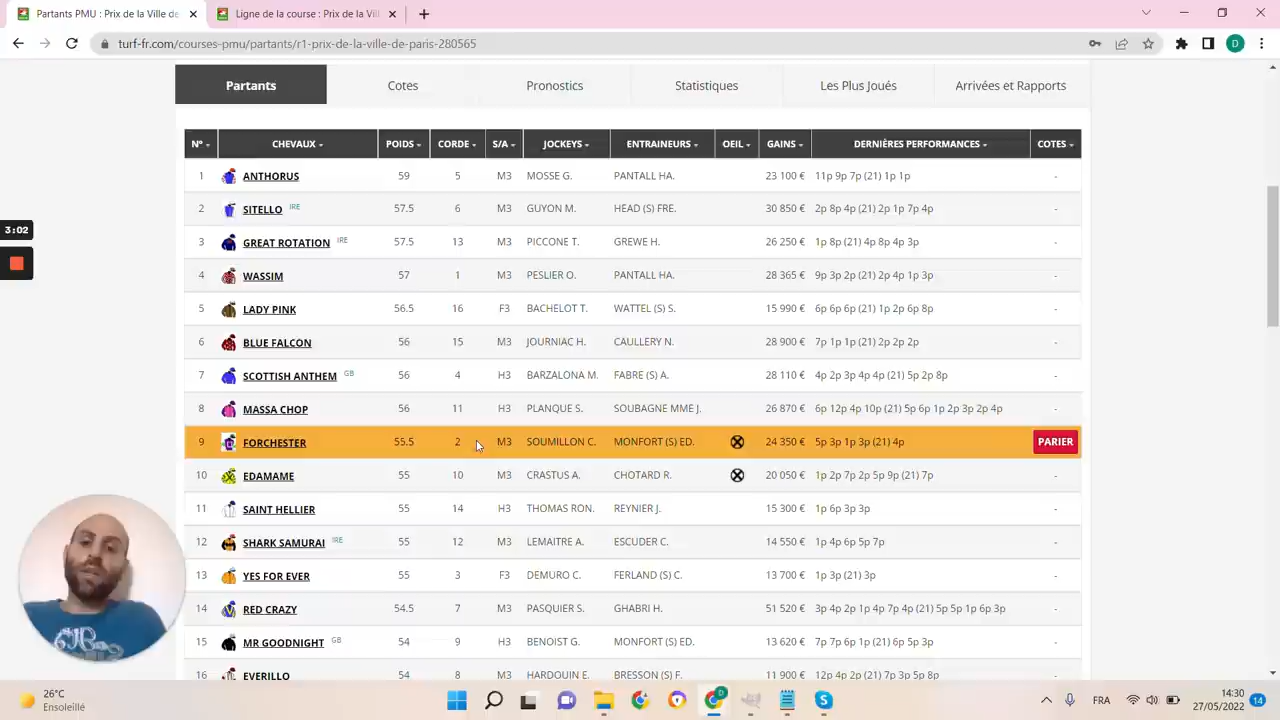 Partants PMU : Prix de la Ville de
Ligne de course : Prix de la Vil
turf-fr.com/courses-pmu/partants/r1-prix-de-la-ville-de-paris-280565
D
Partants Cotes Pronostics Statistiques Les Plus Joués Arrivées et Rapports
N° CHEVAUX POIDS CORDE S/A JOCKEYS ENTRAINEURS OEIL GAINS DERNIÈRES PERFORMANCES COTES
1 ANTHORUS 59 5 M3 MOSSE G. PANTALL HA. 23 100 € 11p 9p 7p (21) 1p 1p -
2 SITELLO IRE 57.5 6 M3 GUYON M. HEAD (S) FRE. 30 850 € 2p 8p 4p (21) 2p 1p 7p 4p -
3 GREAT ROTATION IRE 57.5 13 M3 PICCONE T. GREWE H. 26 250 € 1p 8p (21) 4p 8p 4p 3p -
4 WASSIM 57 1 M3 PESLIER O. PANTALL HA. 28 365 € 9p 3p 2p (21) 2p 4p 1p 3p -
5 LADY PINK 56.5 16 F3 BACHELOT T. WATTEL (S) S. 15 990 € 6p 6p 6p (21) 1p 2p 6p 8p -
6 BLUE FALCON 56 15 M3 JOURNIAC H. CAULLERY N. 28 900 € 7p 1p 1p (21) 2p 2p 2p -
7 SCOTTISH ANTHEM GB 56 4 H3 BARZALONA M. FABRE (S) A. 28 110 € 4p 2p 3p 4p 4p (21) 5p 2p 8p -
8 MASSA CHOP 56 11 H3 PLANQUE S. SOUBAGNE MME J. 26 870 € 6p 12p 4p 10p (21) 5p 6p 1p 2p 3p 2p 4p -
9 FORCHESTER 55.5 2 M3 SOUMILLON C. MONFORT (S) ED. 24 350 € 5p 3p 1p 3p (21) 4p PARIER
10 EDAMAME 55 10 M3 CRASTUS A. CHOTARD R. 20 050 € 1p 2p 7p 2p 5p 9p (21) 7p -
11 SAINT HELLIER 55 14 H3 THOMAS RON. REYNIER J. 15 300 € 1p 6p 3p 3p -
12 SHARK SAMURAI IRE 55 12 M3 LEMAITRE A. ESCUDER C. 14 550 € 1p 4p 6p 5p 7p -
13 YES FOR EVER 55 3 F3 DEMURO C. FERLAND (S) C. 13 700 € 1p 3p (21) 3p -
14 RED CRAZY 54.5 7 M3 PASQUIER S. GHABRI H. 51 520 € 3p 4p 2p 1p 4p 7p 4p (21) 5p 5p 1p 6p 3p -
15 MR GOODNIGHT GB 54 9 H3 BENOIST G. MONFORT (S) ED. 13 620 € 7p 7p 6p 1p (21) 6p 5p 3p -
16 EVERILLO 54 8 M3 HARDOUIN E. BRESSON (S) F. 11 900 € 12p 4p 2p (21) 7p 3p 5p 8p -
3:02
26°C
Ensoleillé
D
FRA
14:30
27/05/2022
14